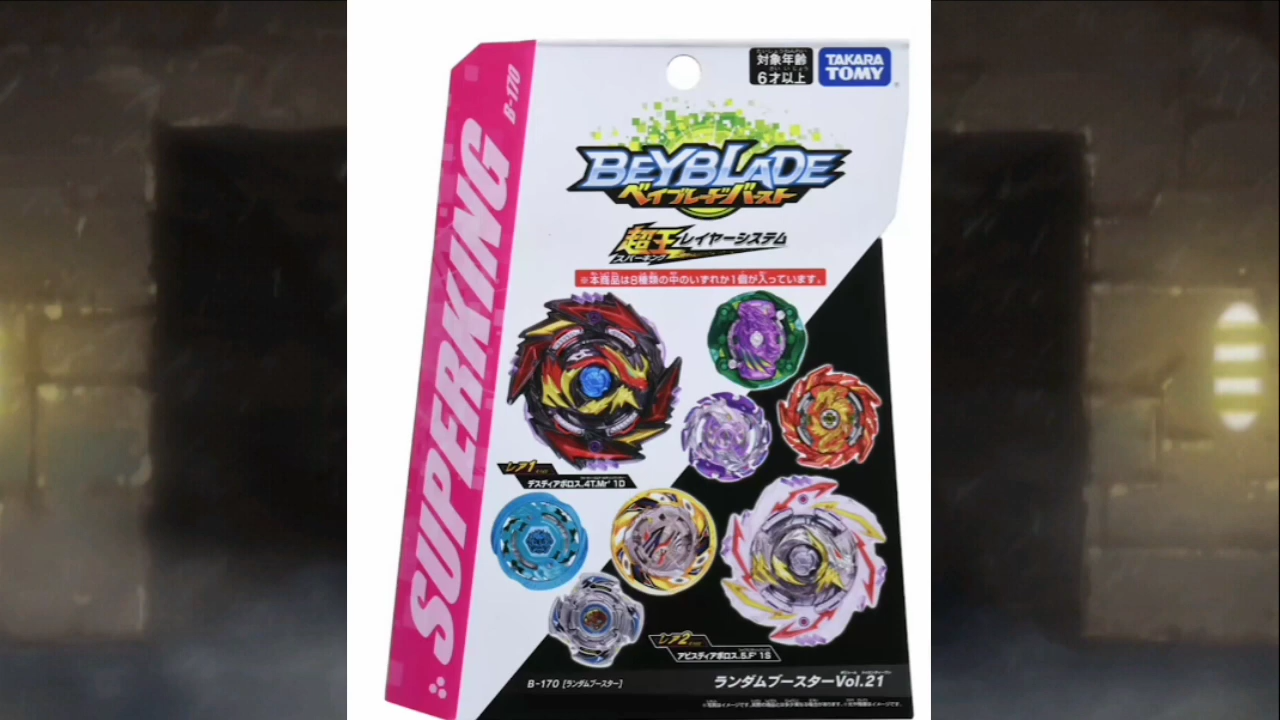 B-170
SUPERKING
対象年齢
6才以上
TAKARA
TOMY
BEYBLADE
ベイブレードバースト
超王レイヤーシステム
スパーキング
※本商品は8種類の中のいずれか1個が入っています。
レア1
デスディアボロス.4T.Mr' 1D
レア2
アビスディアボロス.5.F' 1S
B-170 [ランダムブースター]
ランダムブースターVol.21